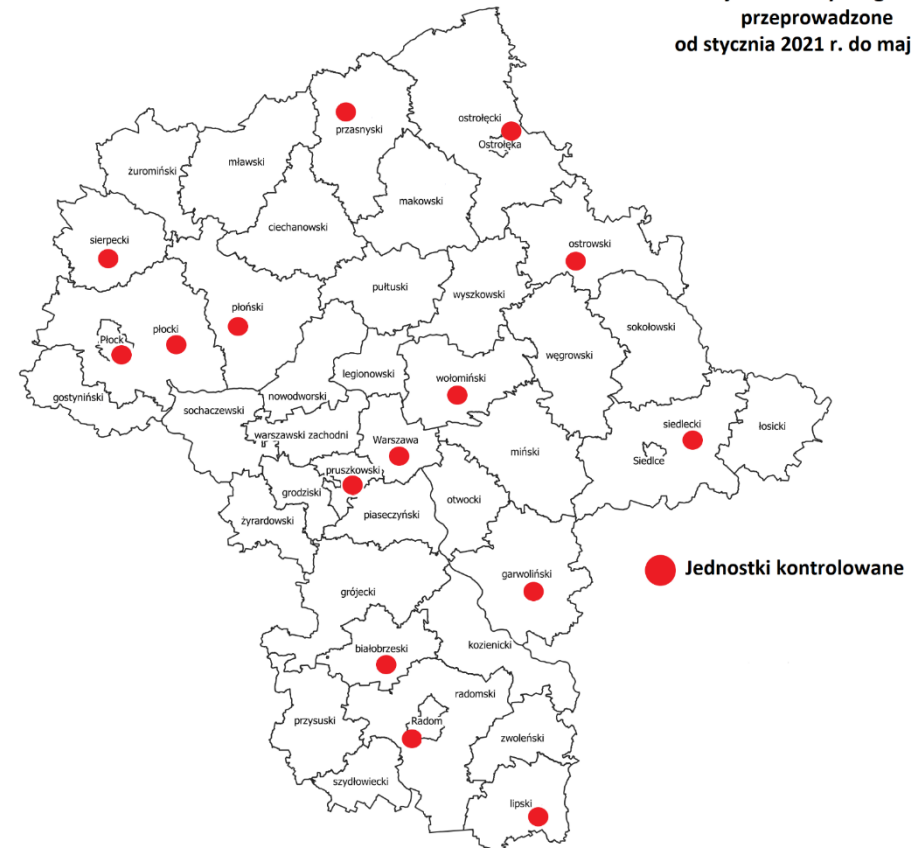 przeprowadzone
od stycznia 2021 r. do maj
przasnyski
ostrołęcki
Ostrołęka
żuromiński
mławski
makowski
ciechanowski
sierpecki
ostrowski
pułtuski
wyszkowski
płoński
płocki
Płock
sokołowski
węgrowski
legionowski
wołomiński
gostyniński
nowodworski
sochaczewski
siedlecki
łosicki
warszawski zachodni
Warszawa
miński
Siedlce
pruszkowski
grodziski
otwocki
piaseczyński
żyrardowski
garwoliński
Jednostki kontrolowane
grójecki
białobrzeski
kozienicki
radomski
przysuski
Radom
zwoleński
szydłowiecki
lipski